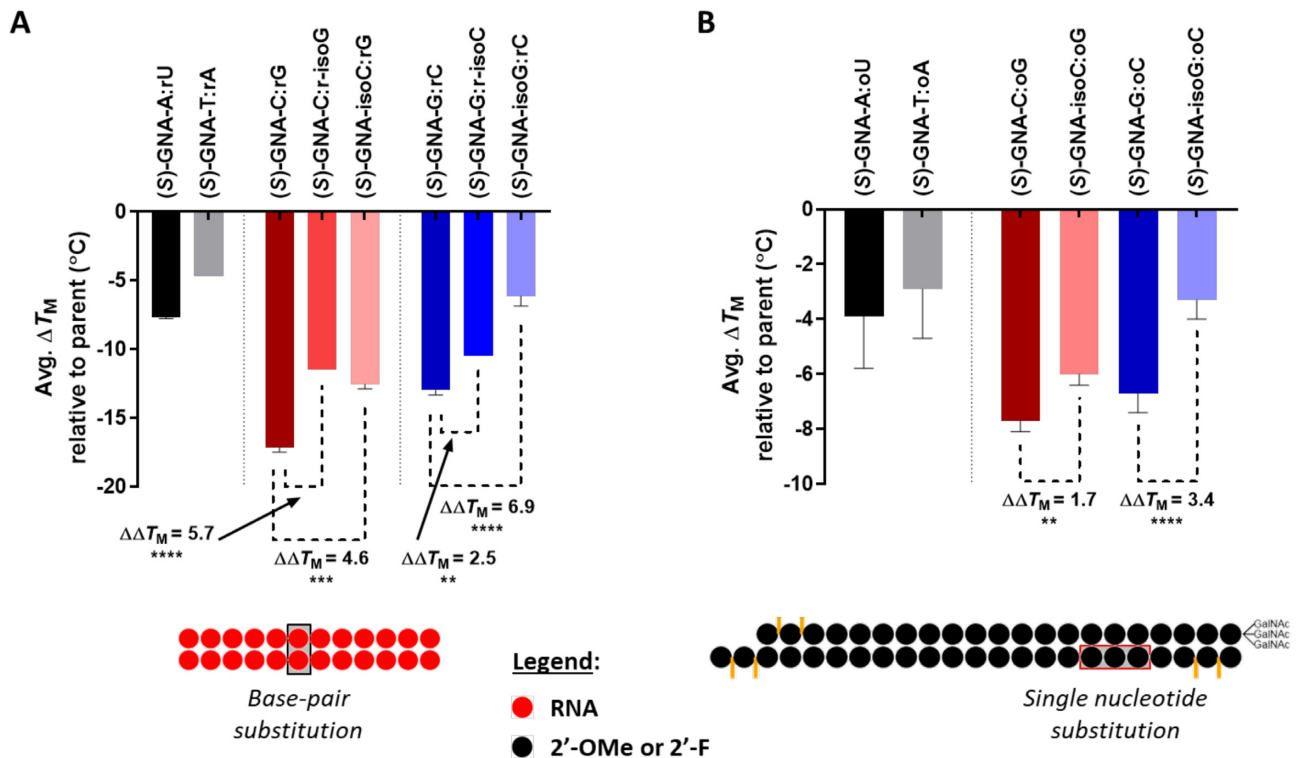 A
(S)-GNA-A:rU
(S)-GNA-T:rA
(S)-GNA-C:rG
(S)-GNA-C:r-isoG
(S)-GNA-isoC:rG
(S)-GNA-G:rC
(S)-GNA-G:r-isoC
(S)-GNA-isoG:rC
0
-5
-10
-15
-20
Avg. ΔTM
relative to parent (°C)
ΔΔTM = 5.7
****
ΔΔTM = 4.6
***
ΔΔTM = 2.5
**
ΔΔTM = 6.9
****
B
(S)-GNA-A:oU
(S)-GNA-T:oA
(S)-GNA-C:oG
(S)-GNA-isoC:oG
(S)-GNA-G:oC
(S)-GNA-isoG:oC
0
-2
-4
-6
-8
-10
Avg. ΔTM
relative to parent (°C)
ΔΔTM = 1.7
**
ΔΔTM = 3.4
****
Base-pair
substitution
Legend:
RNA
2'-OMe or 2'-F
GalNAc
GalNAc
GalNAc
Single nucleotide
substitution